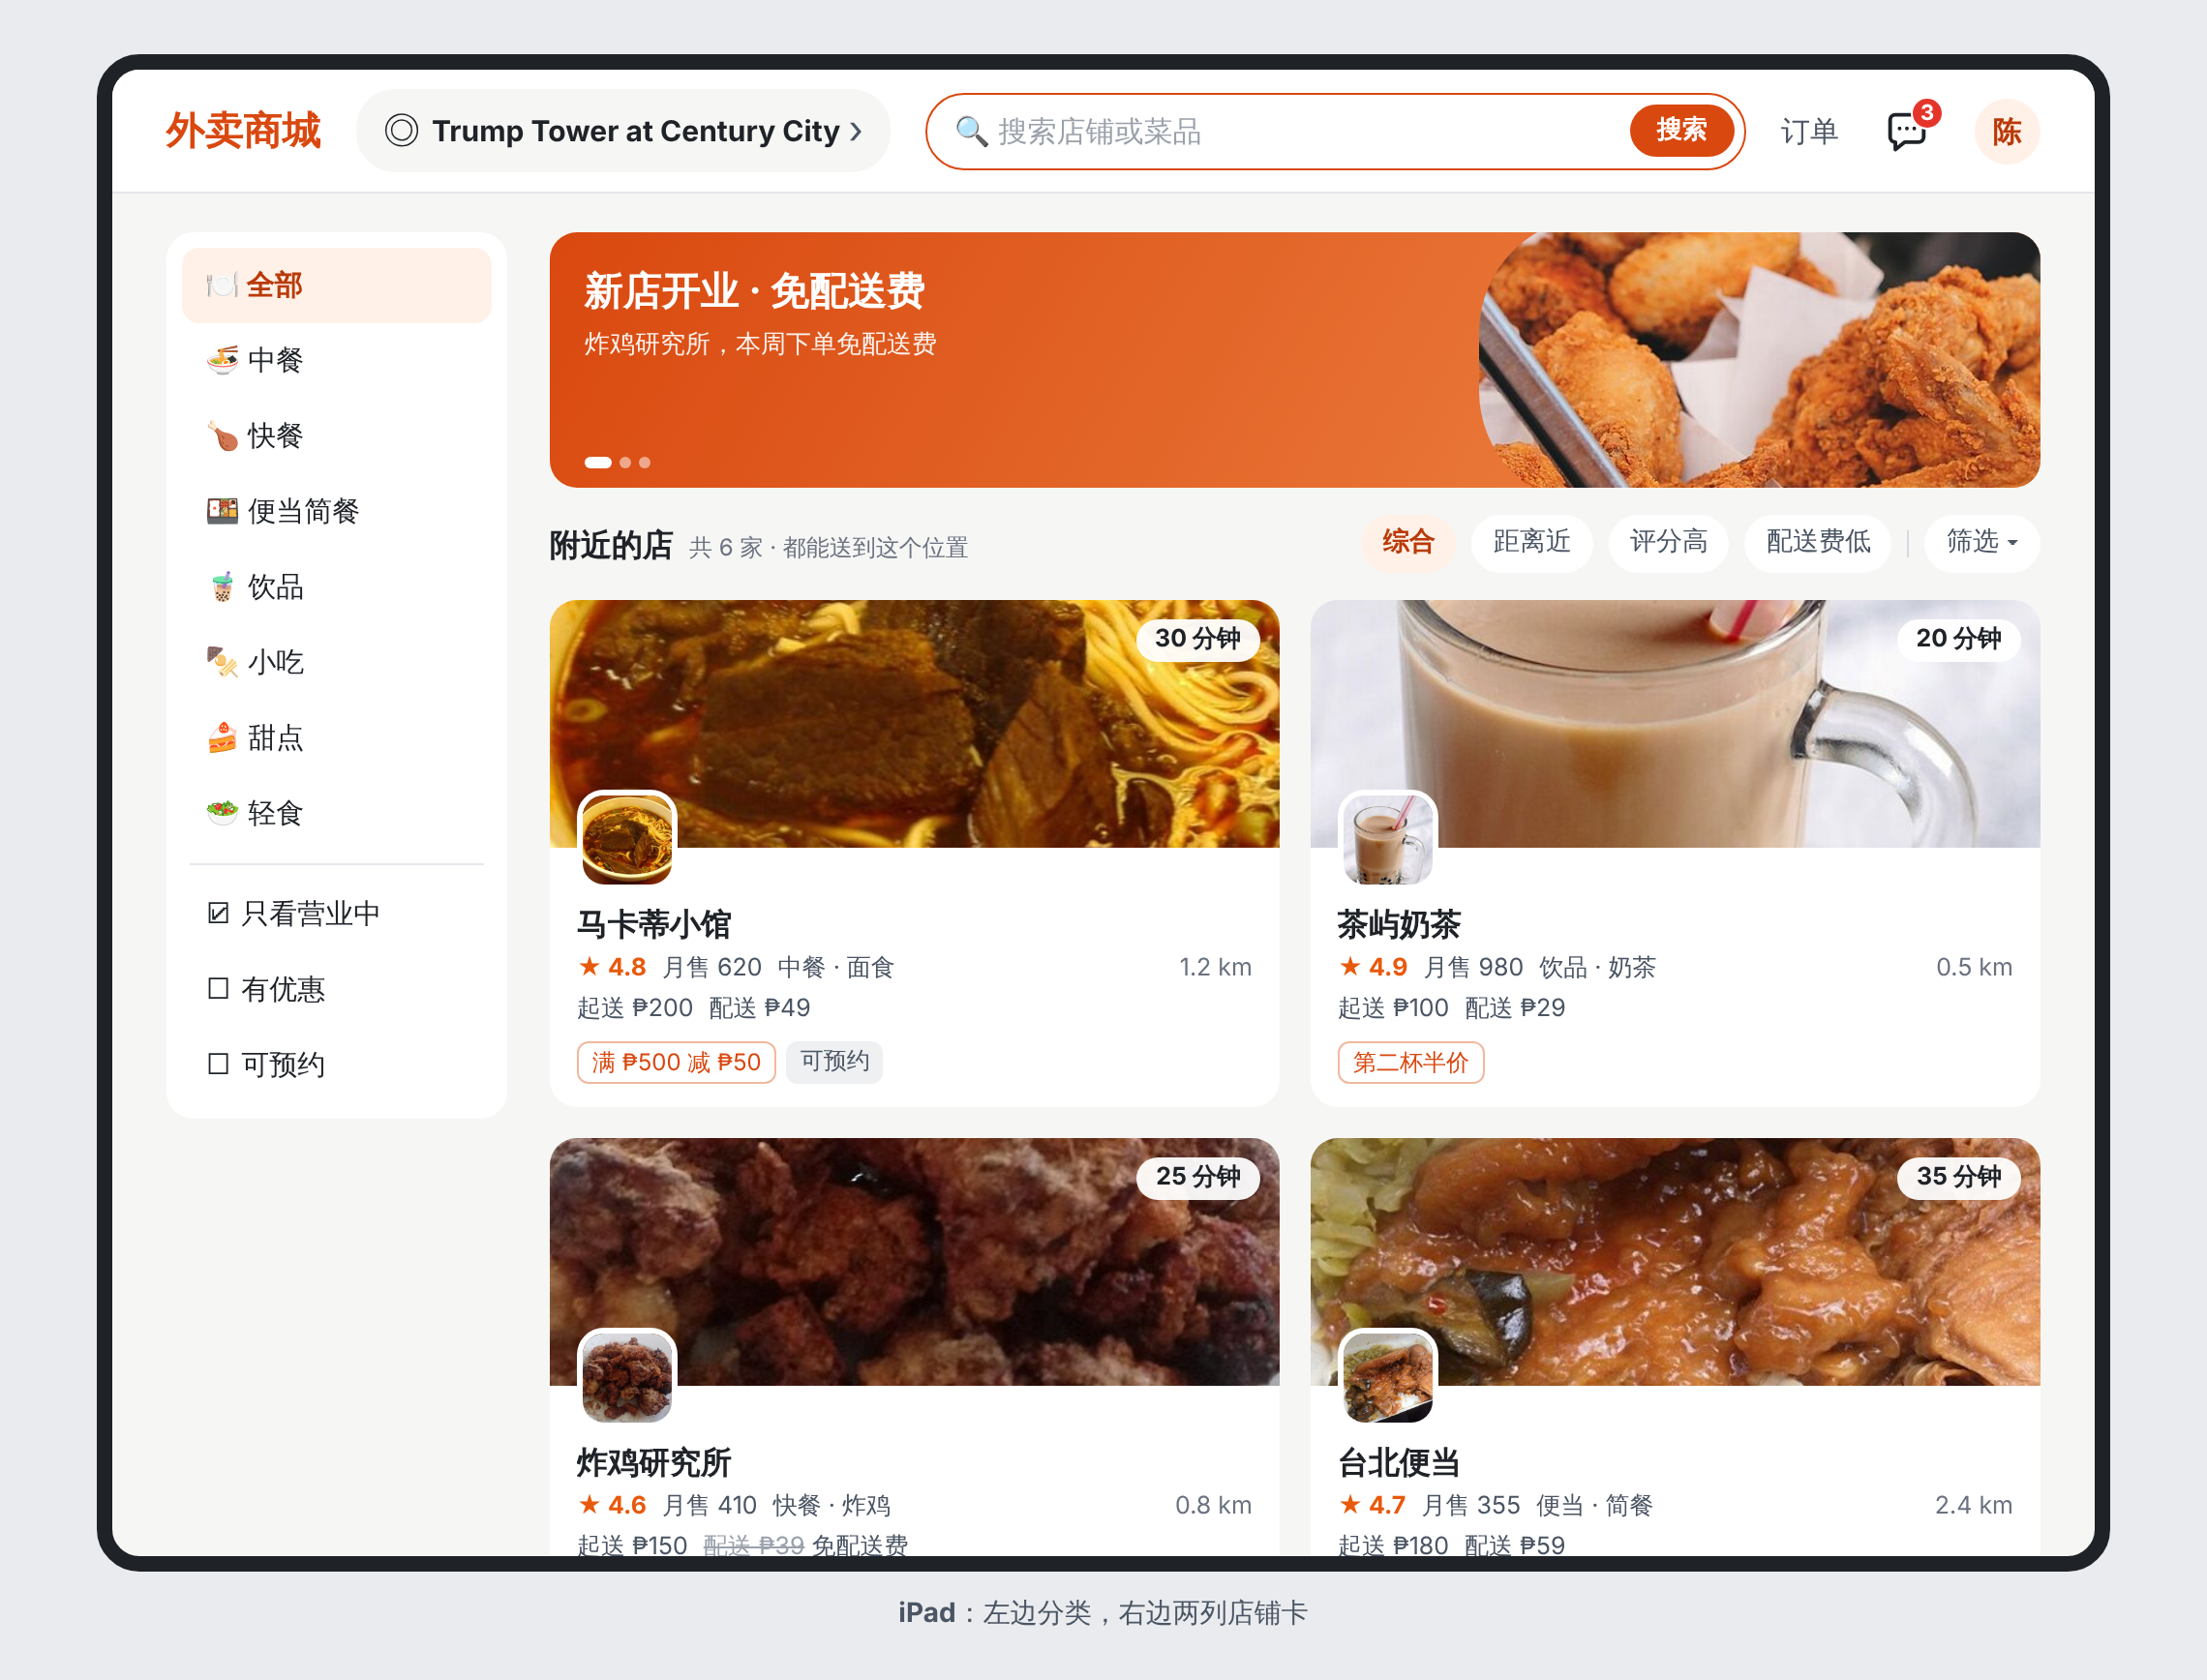 外卖商城
Trump Tower at Century City ›
搜索店铺或菜品
搜索
订单
3
陈
全部
中餐
快餐
便当简餐
饮品
小吃
甜点
轻食
只看营业中
有优惠
可预约
新店开业 · 免配送费
炸鸡研究所，本周下单免配送费
附近的店 共 6 家 · 都能送到这个位置
综合 距离近 评分高 配送费低 筛选
30 分钟
马卡蒂小馆
★ 4.8 月售 620 中餐 · 面食 1.2 km
起送 ₱200 配送 ₱49
满 ₱500 减 ₱50 可预约
20 分钟
茶屿奶茶
★ 4.9 月售 980 饮品 · 奶茶 0.5 km
起送 ₱100 配送 ₱29
第二杯半价
25 分钟
炸鸡研究所
★ 4.6 月售 410 快餐 · 炸鸡 0.8 km
起送 ₱150 配送 ₱39 免配送费
35 分钟
台北便当
★ 4.7 月售 355 便当 · 简餐 2.4 km
起送 ₱180 配送 ₱59
iPad：左边分类，右边两列店铺卡